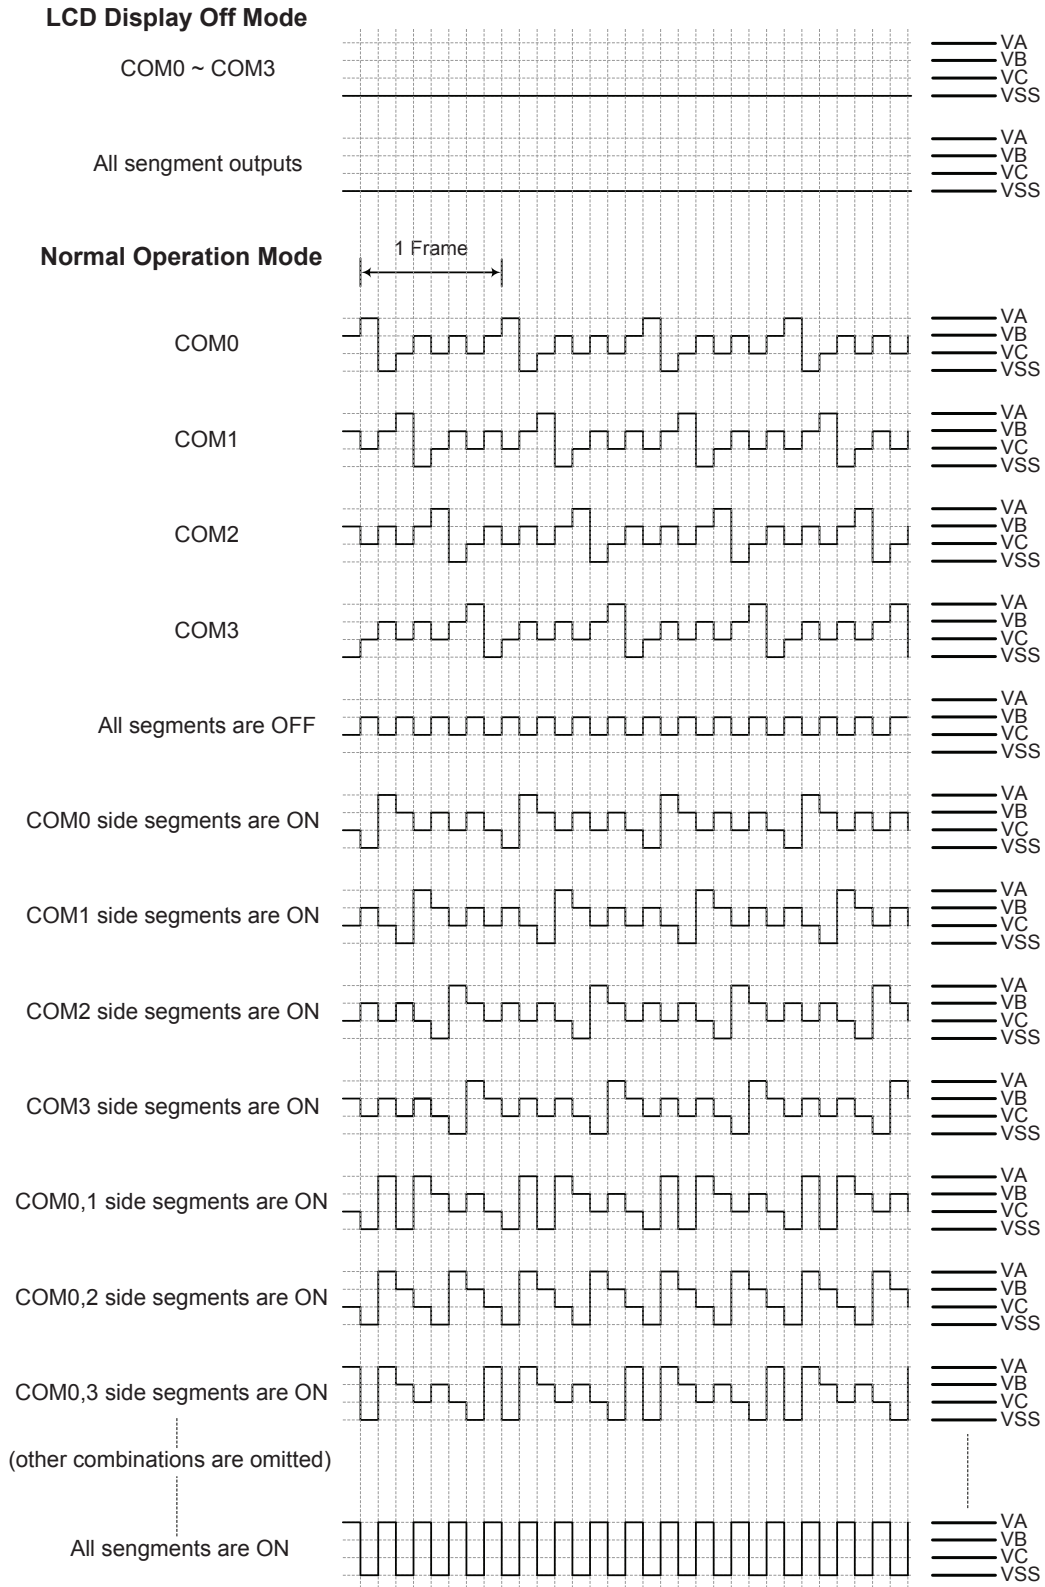 LCD Display Off Mode
COM0 ~ COM3
VA
VB
VC
VSS
All sengment outputs
VA
VB
VC
VSS
Normal Operation Mode
1 Frame
COM0
VA
VB
VC
VSS
COM1
VA
VB
VC
VSS
COM2
VA
VB
VC
VSS
COM3
VA
VB
VC
VSS
All segments are OFF
VA
VB
VC
VSS
COM0 side segments are ON
VA
VB
VC
VSS
COM1 side segments are ON
VA
VB
VC
VSS
COM2 side segments are ON
VA
VB
VC
VSS
COM3 side segments are ON
VA
VB
VC
VSS
COM0,1 side segments are ON
VA
VB
VC
VSS
COM0,2 side segments are ON
VA
VB
VC
VSS
COM0,3 side segments are ON
VA
VB
VC
VSS
(other combinations are omitted)
All sengments are ON
VA
VB
VC
VSS